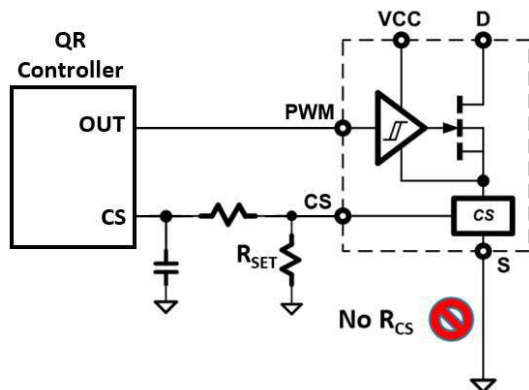 QR
Controller
OUT
CS
PWM
CS
VCC
D
CS
S
RSET
No RCS